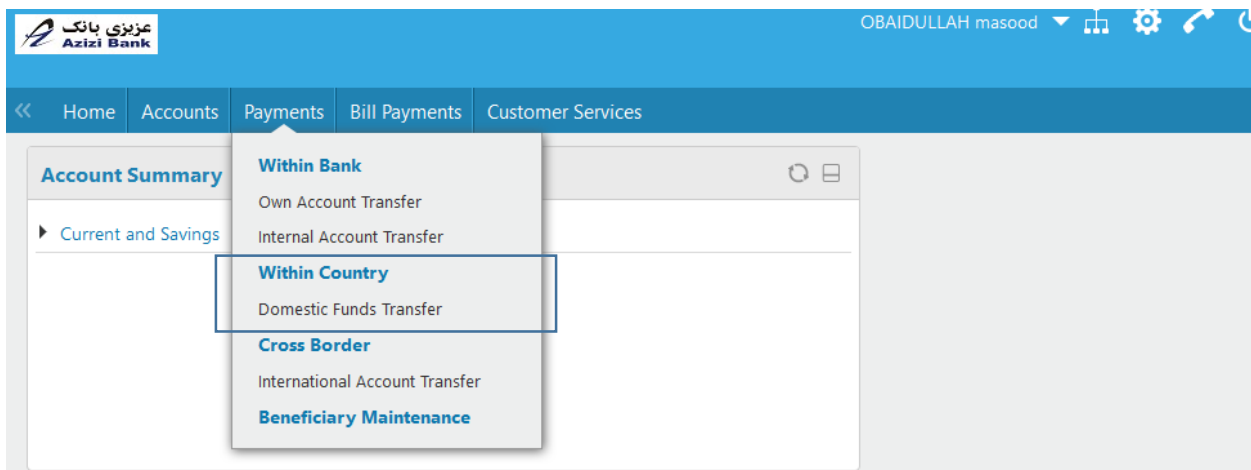 عزيزی بانک
Azizi Bank
OBAIDULLAH masood
Home Accounts Payments Bill Payments Customer Services
Account Summary
Current and Savings
Within Bank
Own Account Transfer
Internal Account Transfer
Within Country
Domestic Funds Transfer
Cross Border
International Account Transfer
Beneficiary Maintenance